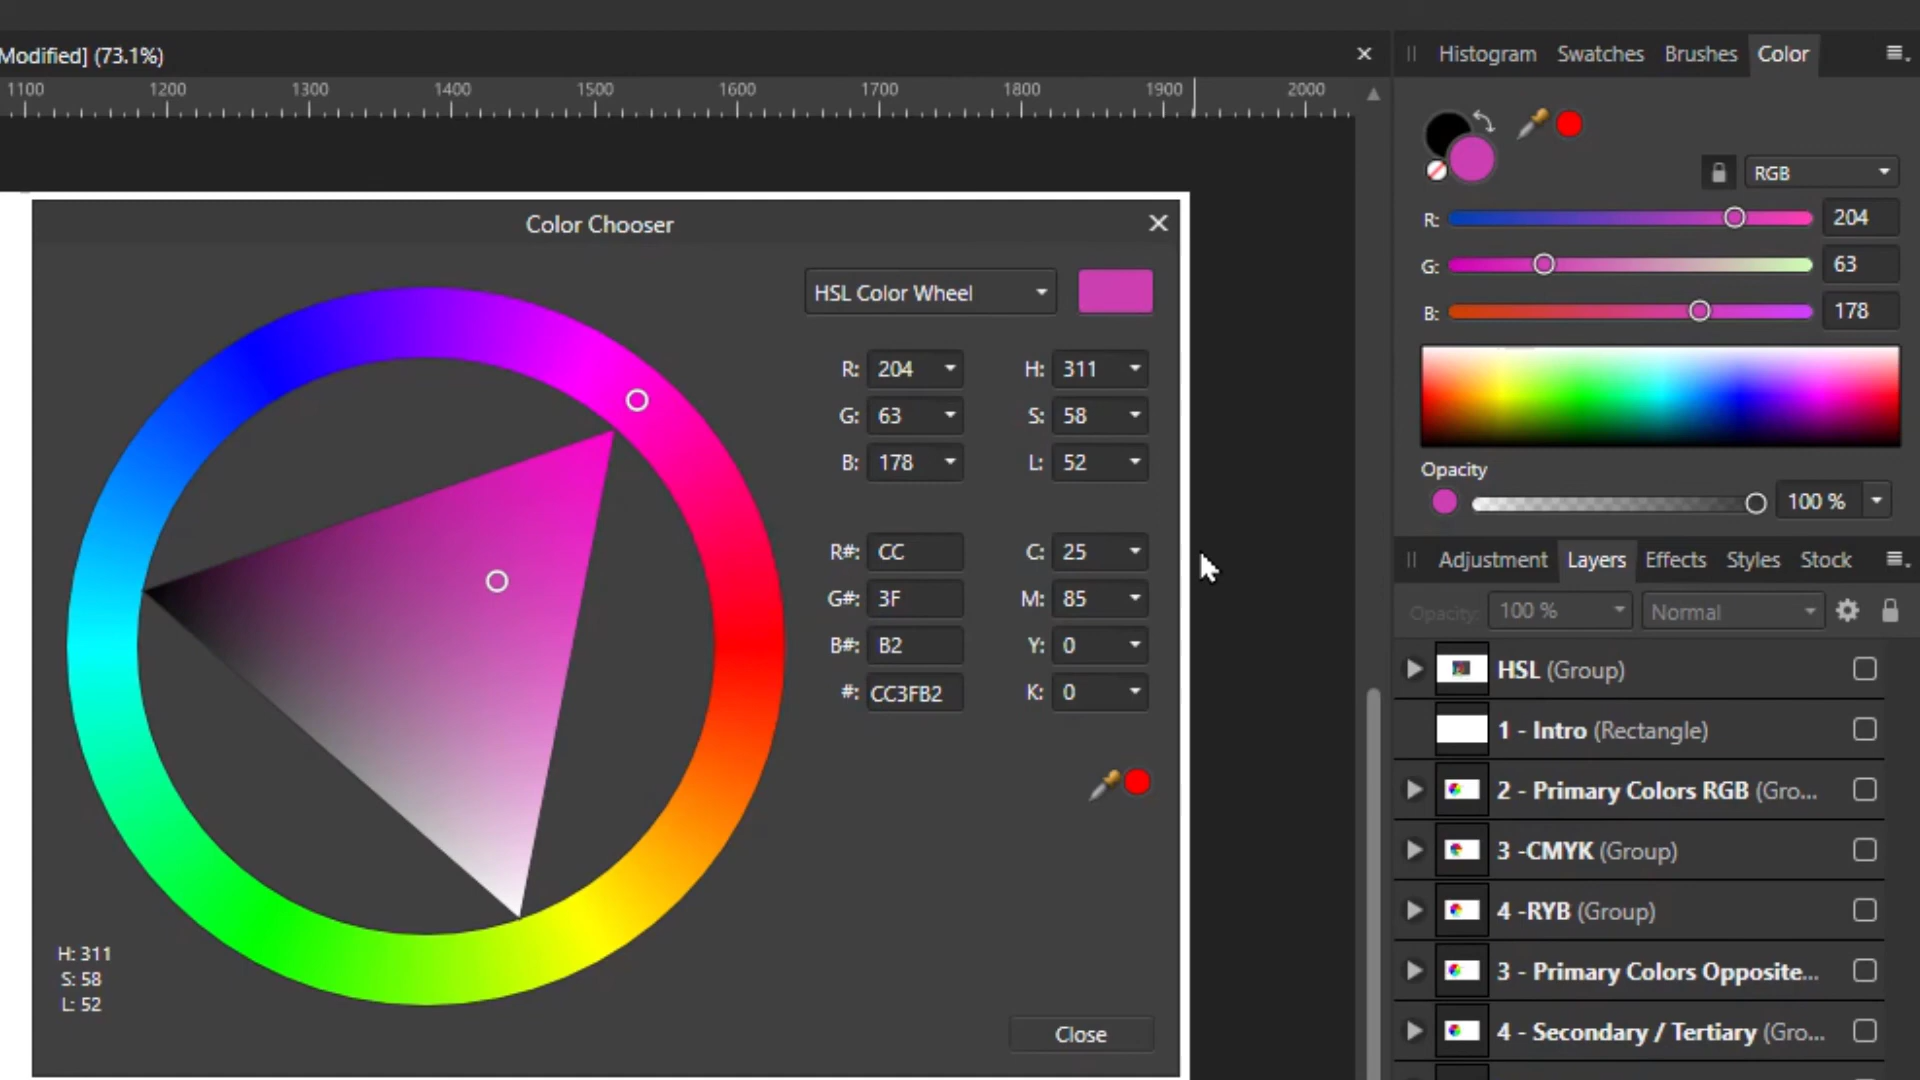 Modified] (73.1%)
1100 1200 1300 1400 1500 1600 1700 1800 1900 2000
Color Chooser
HSL Color Wheel
R: 204 H: 311
G: 63 S: 58
B: 178 L: 52
R#: CC C: 25
G#: 3F M: 85
B#: B2 Y: 0
#: CC3FB2 K: 0
H: 311
S: 58
L: 52
Close
Histogram Swatches Brushes Color
RGB
R: 204
G: 63
B: 178
Opacity
100 %
Adjustment Layers Effects Styles Stock
Opacity: 100 % Normal
HSL (Group)
1 - Intro (Rectangle)
2 - Primary Colors RGB (Gro...
3 -CMYK (Group)
4 -RYB (Group)
3 - Primary Colors Opposite...
4 - Secondary / Tertiary (Gro...